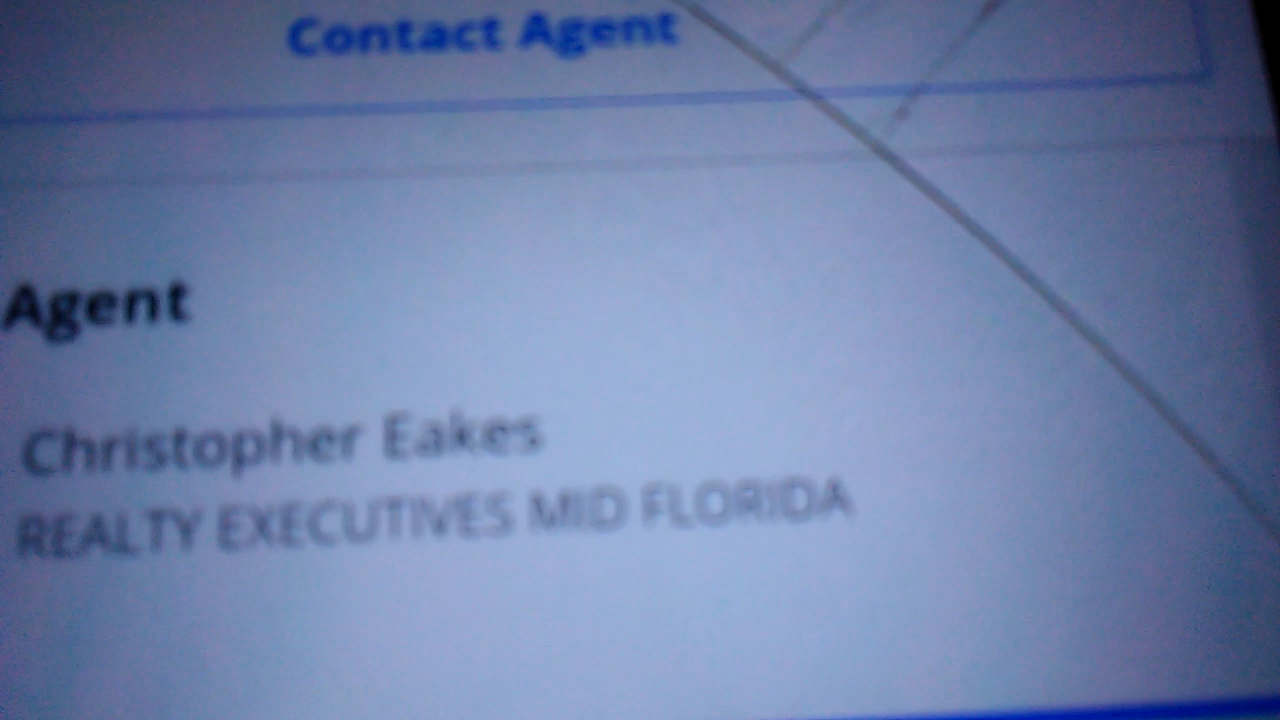 Contact Agent
Agent
Christopher Eakes
REALTY EXECUTIVES MID FLORIDA